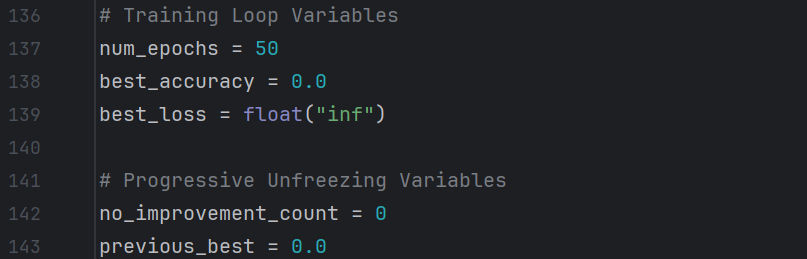 136 # Training Loop Variables
137 num_epochs = 50
138 best_accuracy = 0.0
139 best_loss = float("inf")
140
141 # Progressive Unfreezing Variables
142 no_improvement_count = 0
143 previous_best = 0.0